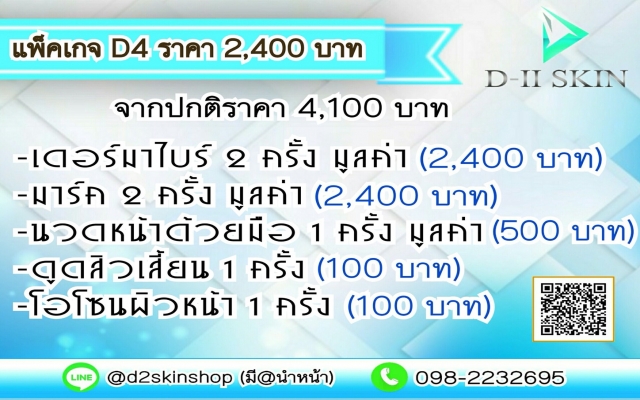 แพ็คเกจ D4 ราคา 2,400 บาท
D-II SKIN
จากปกติราคา 4,100 บาท
-เดอร์มาไบร์ 2 ครั้ง มูลค่า (2,400 บาท)
-มาร์ค 2 ครั้ง มูลค่า (2,400 บาท)
-นวดหน้าด้วยมือ 1 ครั้ง มูลค่า (500 บาท)
-ดูดสิวเสี้ยน 1 ครั้ง (100 บาท)
-โอโซนผิวหน้า 1 ครั้ง (100 บาท)
LINE @d2skinshop (มี@นำหน้า) 098-2232695